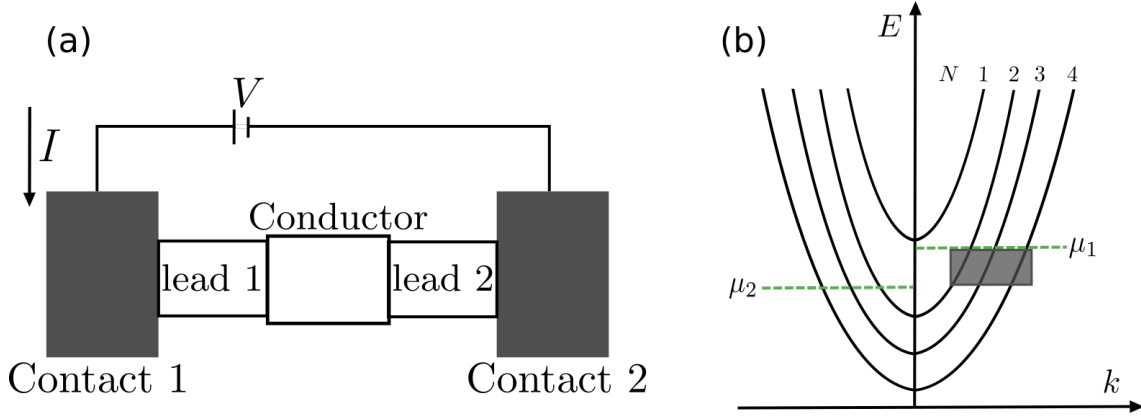 (a)
V
I
Conductor
lead 1
lead 2
Contact 1
Contact 2
(b)
E
N 1 2 3 4
μ₁
μ₂
k